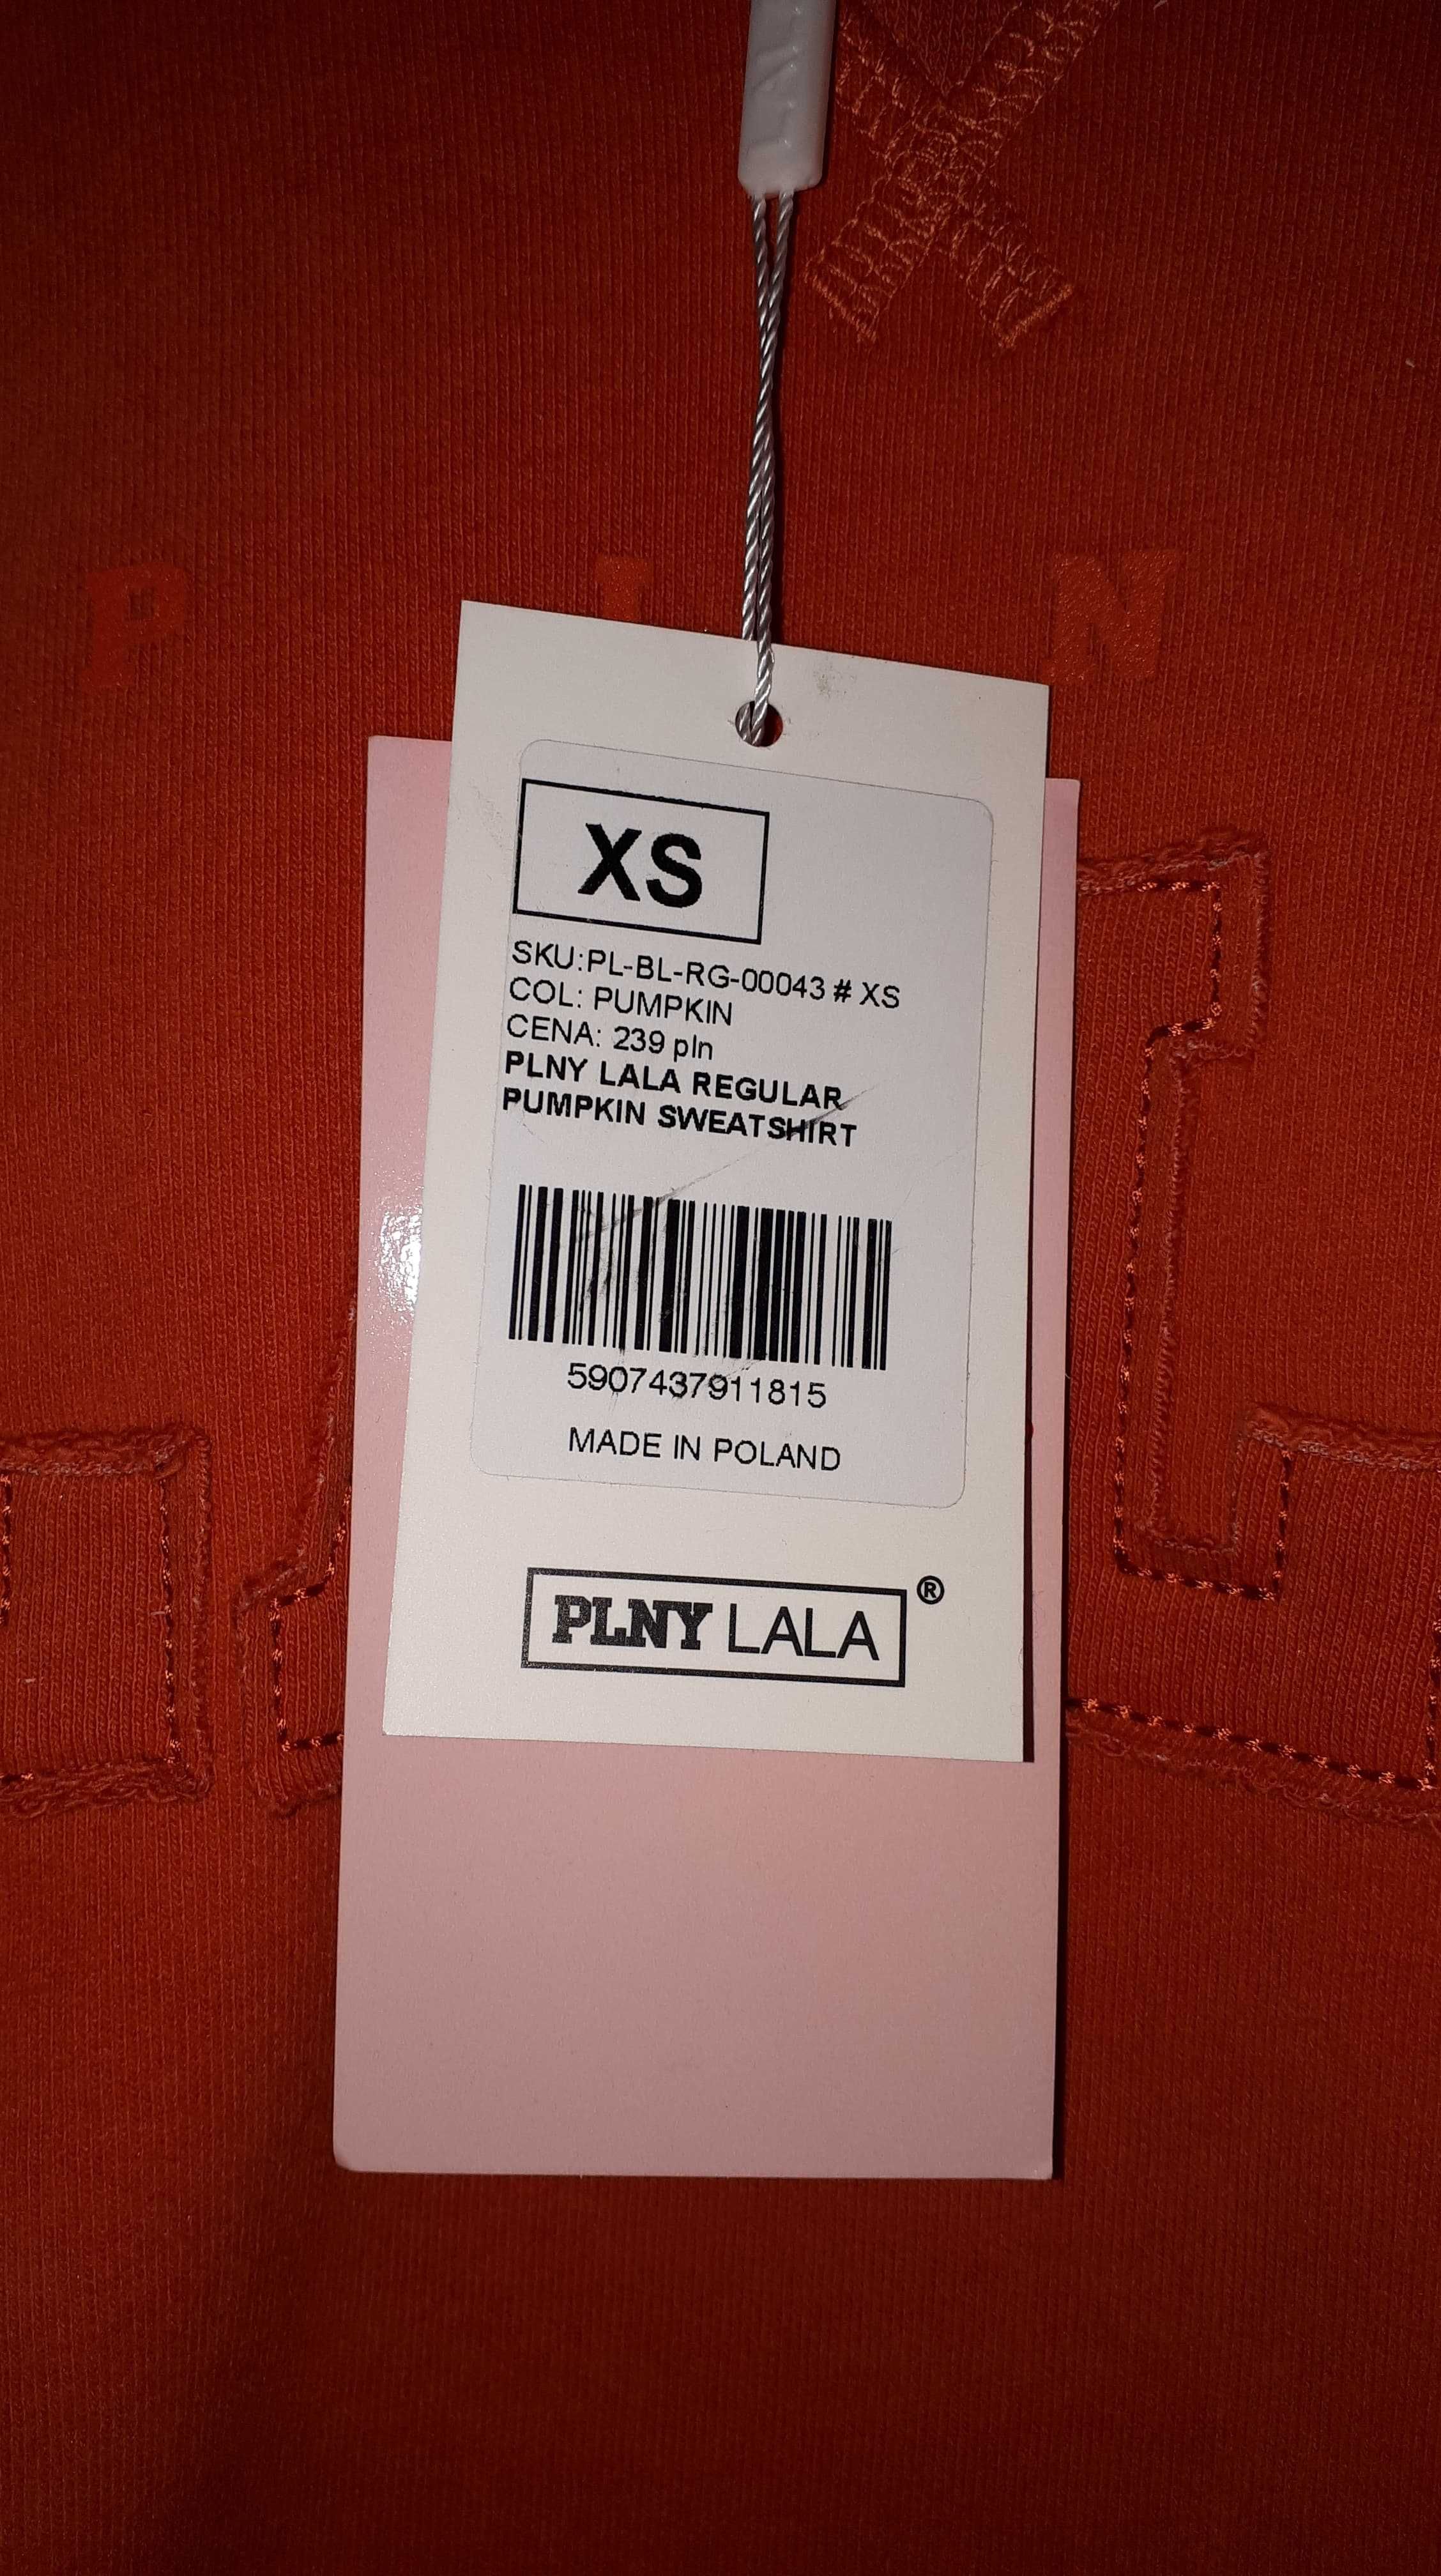 P L N
XS
SKU:PL-BL-RG-00043 # XS
COL: PUMPKIN
CENA: 239 pln
PLNY LALA REGULAR
PUMPKIN SWEATSHIRT
5907437911815
MADE IN POLAND
PLNY LALA ®